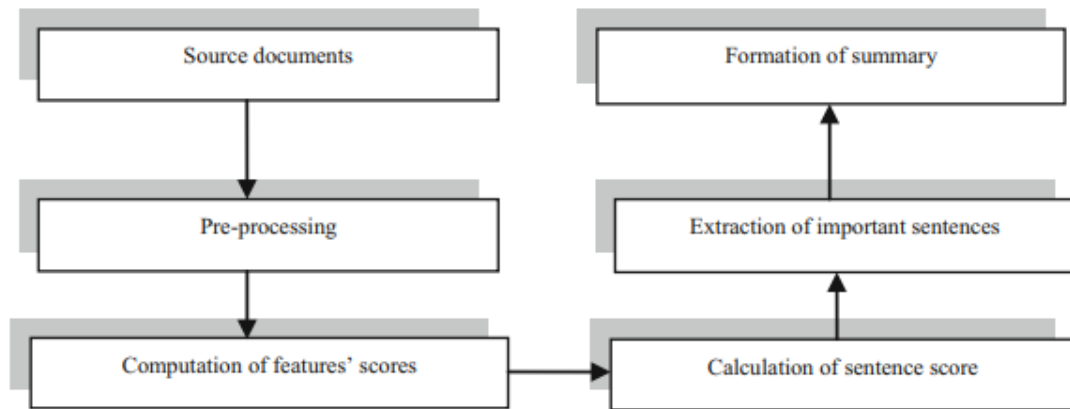 Source documents
Pre-processing
Computation of features’ scores
Calculation of sentence score
Extraction of important sentences
Formation of summary